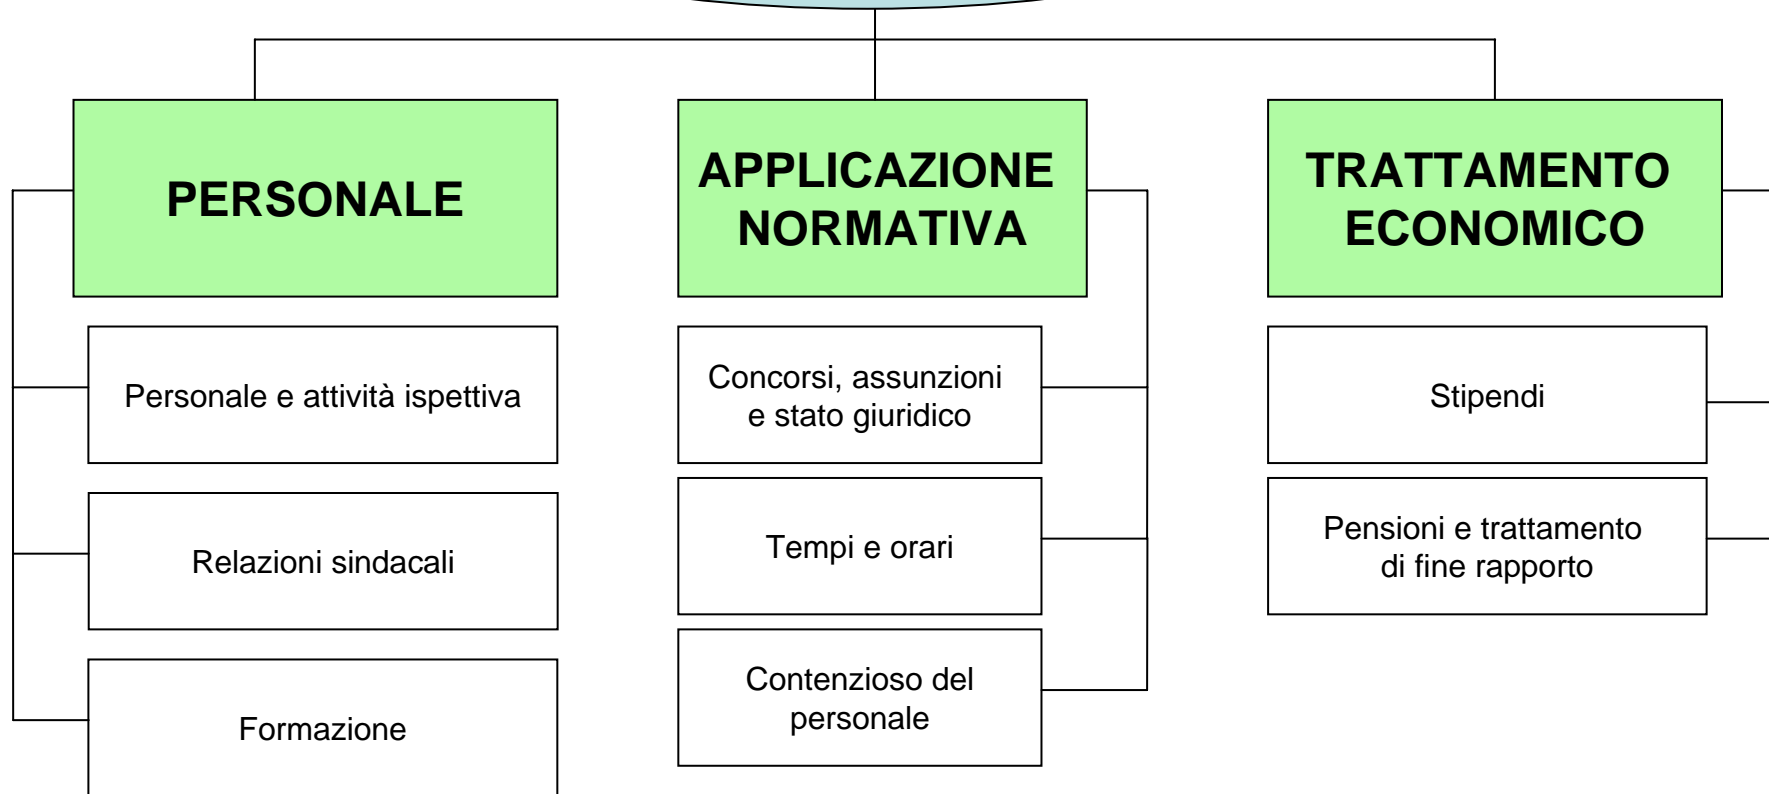 PERSONALE
Personale e attività ispettiva
Relazioni sindacali
Formazione
APPLICAZIONE
NORMATIVA
Concorsi, assunzioni
e stato giuridico
Tempi e orari
Contenzioso del
personale
TRATTAMENTO
ECONOMICO
Stipendi
Pensioni e trattamento
di fine rapporto